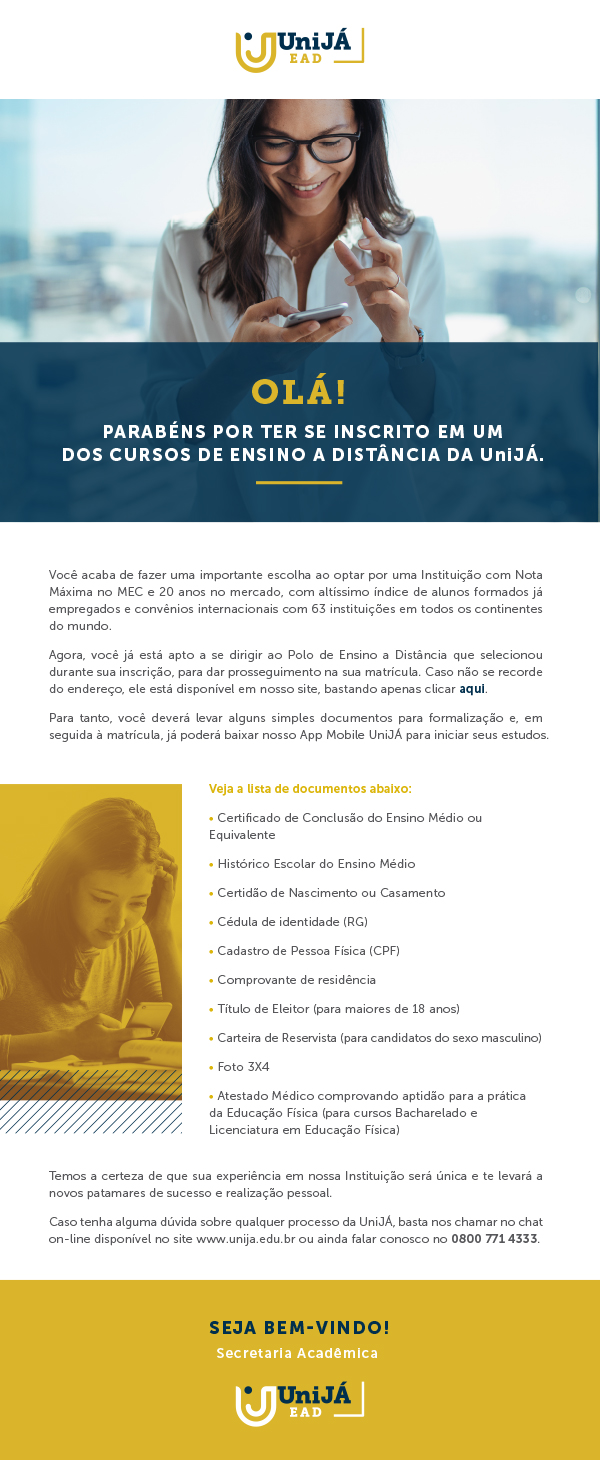 UniJÁ
EAD
OLÁ!
PARABÉNS POR TER SE INSCRITO EM UM
DOS CURSOS DE ENSINO A DISTÂNCIA DA UniJÁ.
Você acaba de fazer uma importante escolha ao optar por uma Instituição com Nota
Máxima no MEC e 20 anos no mercado, com altíssimo índice de alunos formados já
empregados e convênios internacionais com 63 instituições em todos os continentes
do mundo.
Agora, você já está apto a se dirigir ao Polo de Ensino a Distância que selecionou
durante sua inscrição, para dar prosseguimento na sua matrícula. Caso não se recorde
do endereço, ele está disponível em nosso site, bastando apenas clicar aqui.
Para tanto, você deverá levar alguns simples documentos para formalização e, em
seguida à matrícula, já poderá baixar nosso App Mobile UniJÁ para iniciar seus estudos.
Veja a lista de documentos abaixo:
• Certificado de Conclusão do Ensino Médio ou
Equivalente
• Histórico Escolar do Ensino Médio
• Certidão de Nascimento ou Casamento
• Cédula de identidade (RG)
• Cadastro de Pessoa Física (CPF)
• Comprovante de residência
• Título de Eleitor (para maiores de 18 anos)
• Carteira de Reservista (para candidatos do sexo masculino)
• Foto 3X4
• Atestado Médico comprovando aptidão para a prática
da Educação Física (para cursos Bacharelado e
Licenciatura em Educação Física)
Temos a certeza de que sua experiência em nossa Instituição será única e te levará a
novos patamares de sucesso e realização pessoal.
Caso tenha alguma dúvida sobre qualquer processo da UniJÁ, basta nos chamar no chat
on-line disponível no site www.unija.edu.br ou ainda falar conosco no 0800 771 4333.
SEJA BEM-VINDO!
Secretaria Acadêmica
UniJÁ
EAD